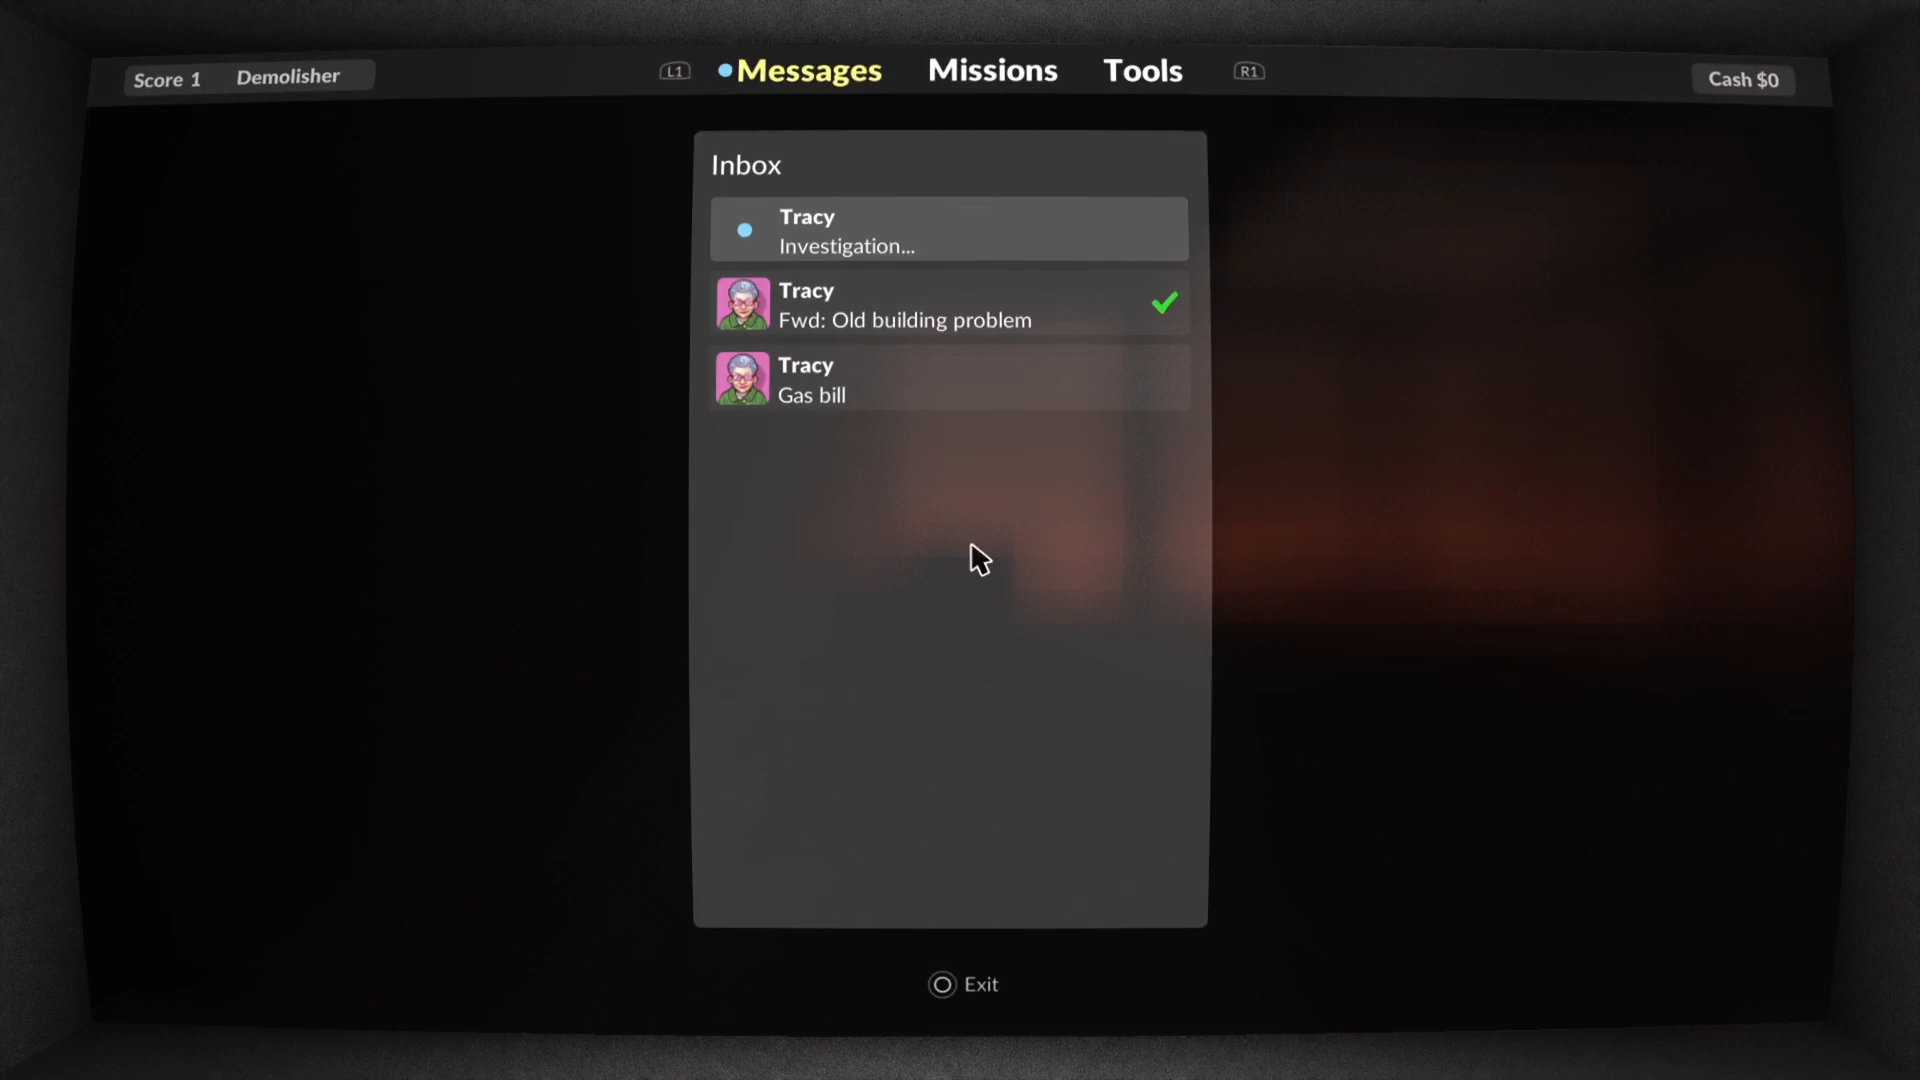 Score 1 Demolisher
L1 Messages Missions Tools R1
Cash $0
Inbox
Tracy
Investigation...
Tracy
Fwd: Old building problem
Tracy
Gas bill
Exit